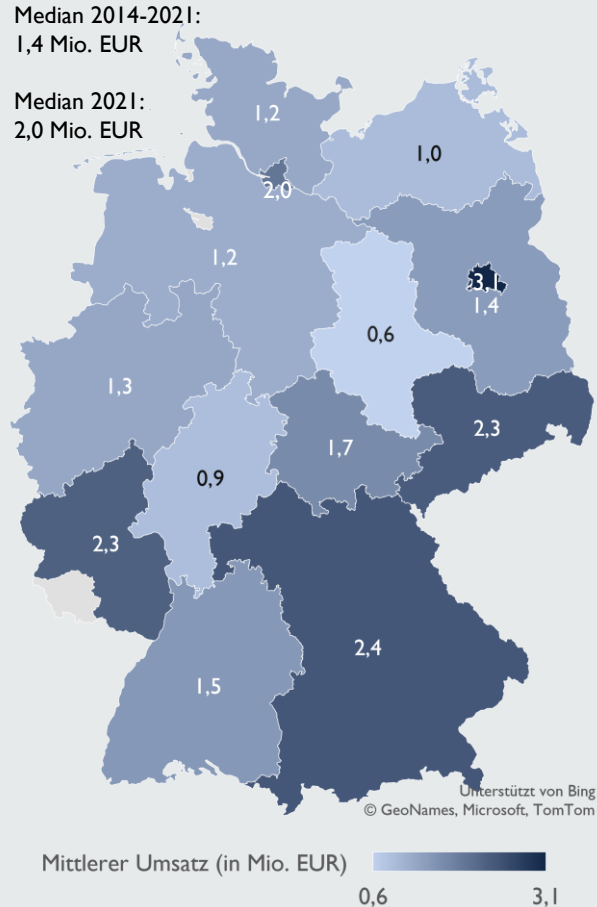 Median 2014-2021:
1,4 Mio. EUR
Median 2021:
2,0 Mio. EUR
1,2
1,0
2,0
1,2
3,1
1,4
0,6
1,3
2,3
1,7
0,9
2,3
2,4
1,5
Unterstützt von Bing
© GeoNames, Microsoft, TomTom
Mittlerer Umsatz (in Mio. EUR)
0,6 3,1